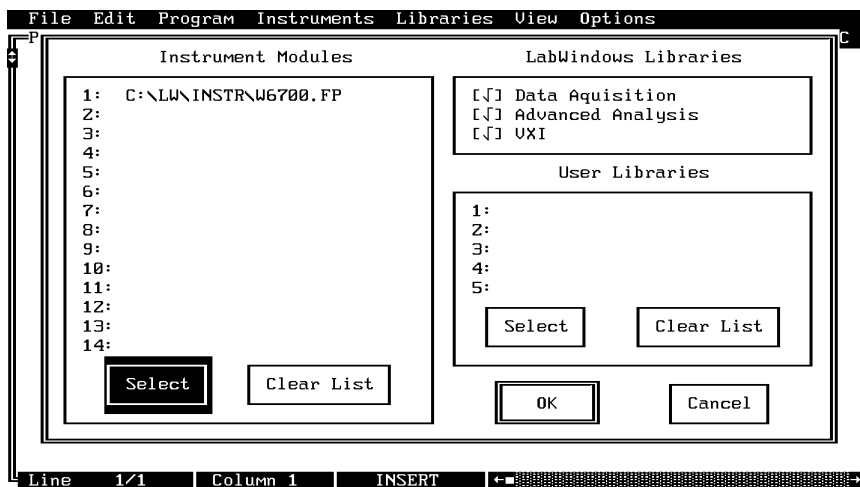 File Edit Program Instruments Libraries View Options
P
C
Instrument Modules
1: C:\LW\INSTR\W6700.FP
2:
3:
4:
5:
6:
7:
8:
9:
10:
11:
12:
13:
14:
Select
Clear List
LabWindows Libraries
[√] Data Aquisition
[√] Advanced Analysis
[√] VXI
User Libraries
1:
2:
3:
4:
5:
Select
Clear List
OK
Cancel
Line 1/1 Column 1 INSERT